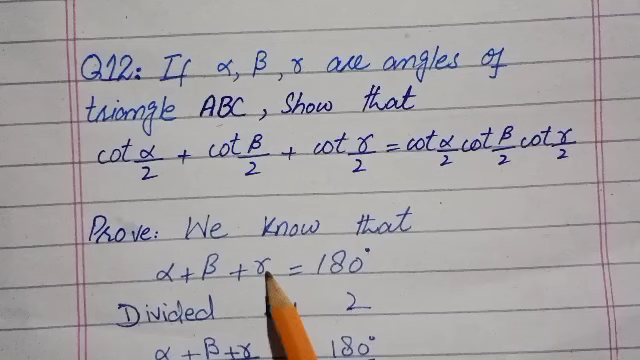 Q12: If α, β, γ are angles of
triangle ABC, Show that
cot α/2 + cot β/2 + cot γ/2 = cot α/2 cot β/2 cot γ/2
Prove: We know that
α + β + γ = 180°
Divided 2
α + β + γ 180°